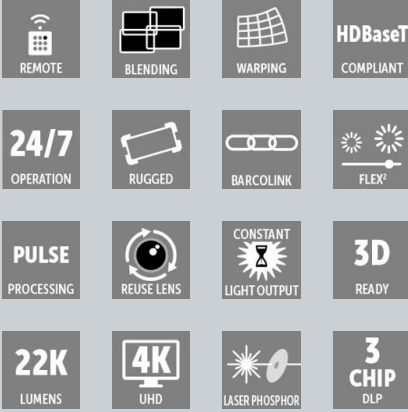 REMOTE
BLENDING
WARPING
HDBaseT
COMPLIANT
24/7
OPERATION
RUGGED
BARCOLINK
FLEX²
PULSE
PROCESSING
REUSE LENS
CONSTANT
LIGHT OUTPUT
3D
READY
22K
LUMENS
4K
UHD
LASER PHOSPHOR
3
CHIP
DLP